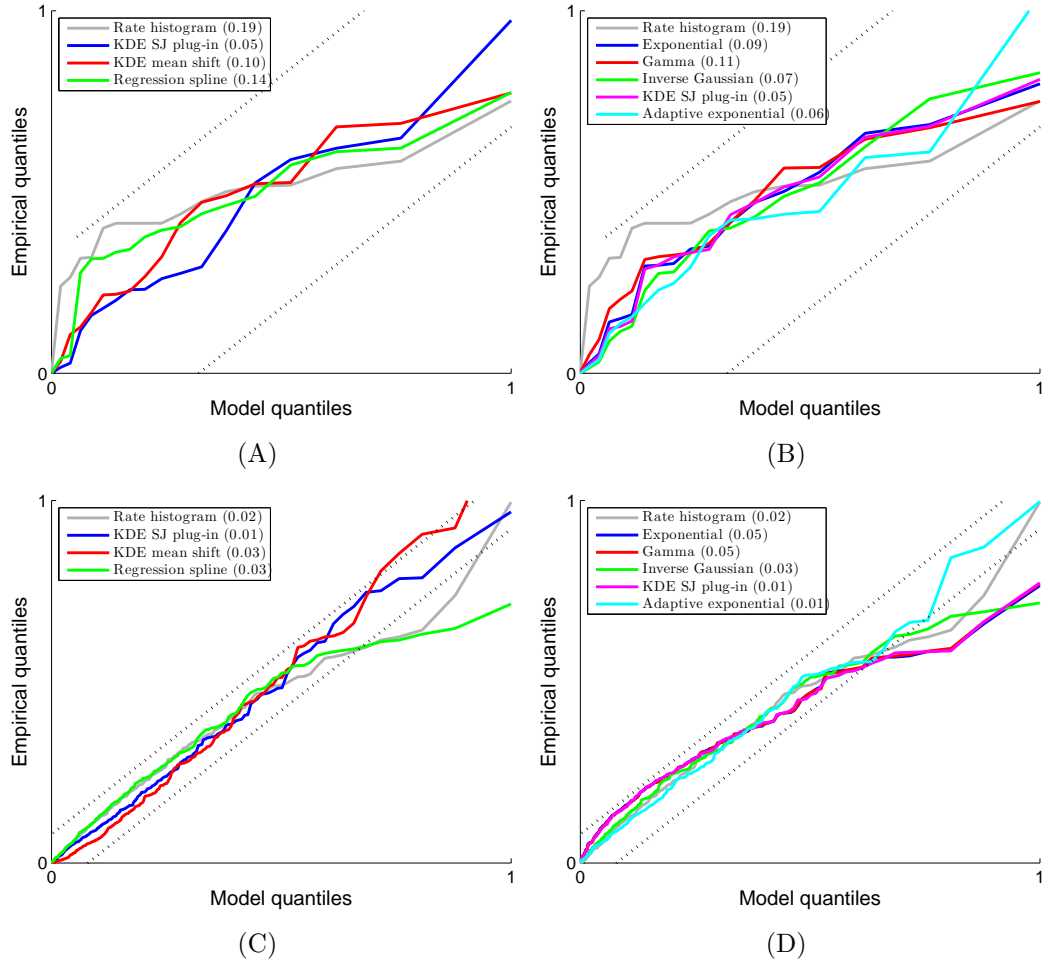 1
Rate histogram (0.19)
KDE SJ plug-in (0.05)
KDE mean shift (0.10)
Regression spline (0.14)
Empirical quantiles
0
0
1
Model quantiles
(A)
1
Rate histogram (0.19)
Exponential (0.09)
Gamma (0.11)
Inverse Gaussian (0.07)
KDE SJ plug-in (0.05)
Adaptive exponential (0.06)
Empirical quantiles
0
0
1
Model quantiles
(B)
1
Rate histogram (0.02)
KDE SJ plug-in (0.01)
KDE mean shift (0.03)
Regression spline (0.03)
Empirical quantiles
0
0
1
Model quantiles
(C)
1
Rate histogram (0.02)
Exponential (0.05)
Gamma (0.05)
Inverse Gaussian (0.03)
KDE SJ plug-in (0.01)
Adaptive exponential (0.01)
Empirical quantiles
0
0
1
Model quantiles
(D)